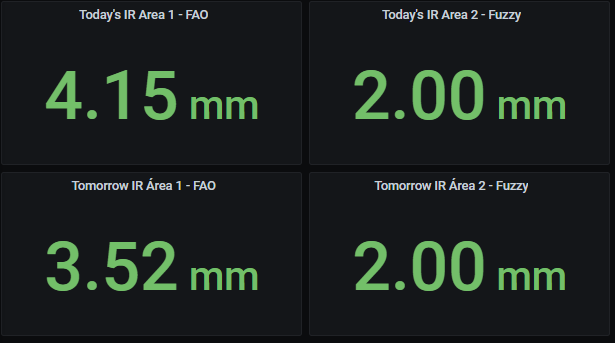 Today's IR Area 1 - FAO
4.15 mm
Today's IR Area 2 - Fuzzy
2.00 mm
Tomorrow IR Área 1 - FAO
3.52 mm
Tomorrow IR Área 2 - Fuzzy
2.00 mm